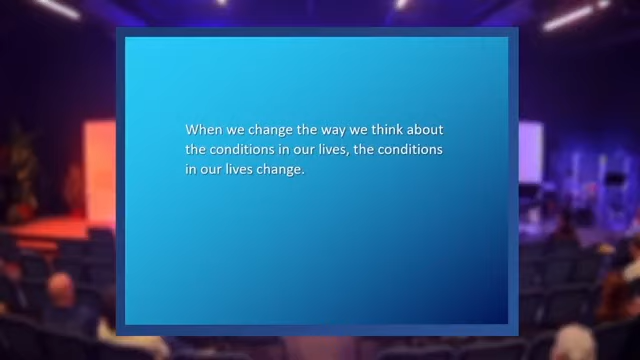 When we change the way we think about
the conditions in our lives, the conditions
in our lives change.